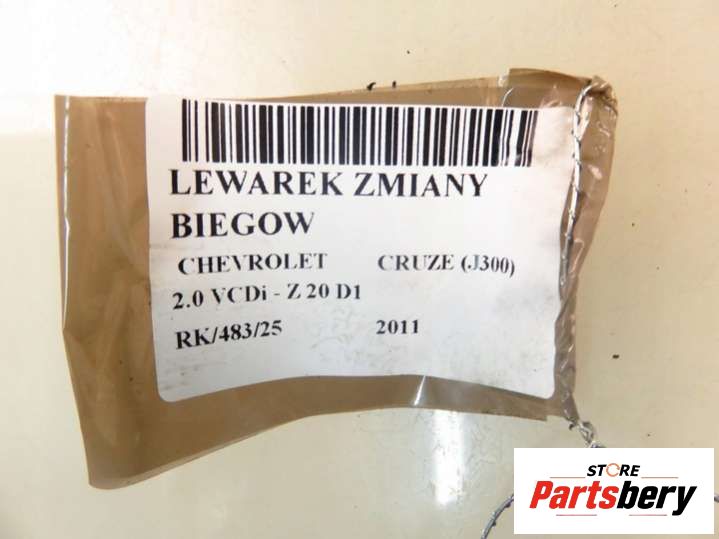 LEWAREK ZMIANY
BIEGOW
CHEVROLET CRUZE (J300)
2.0 VCDi - Z 20 D1
RK/483/25 2011
STORE
Partsbery